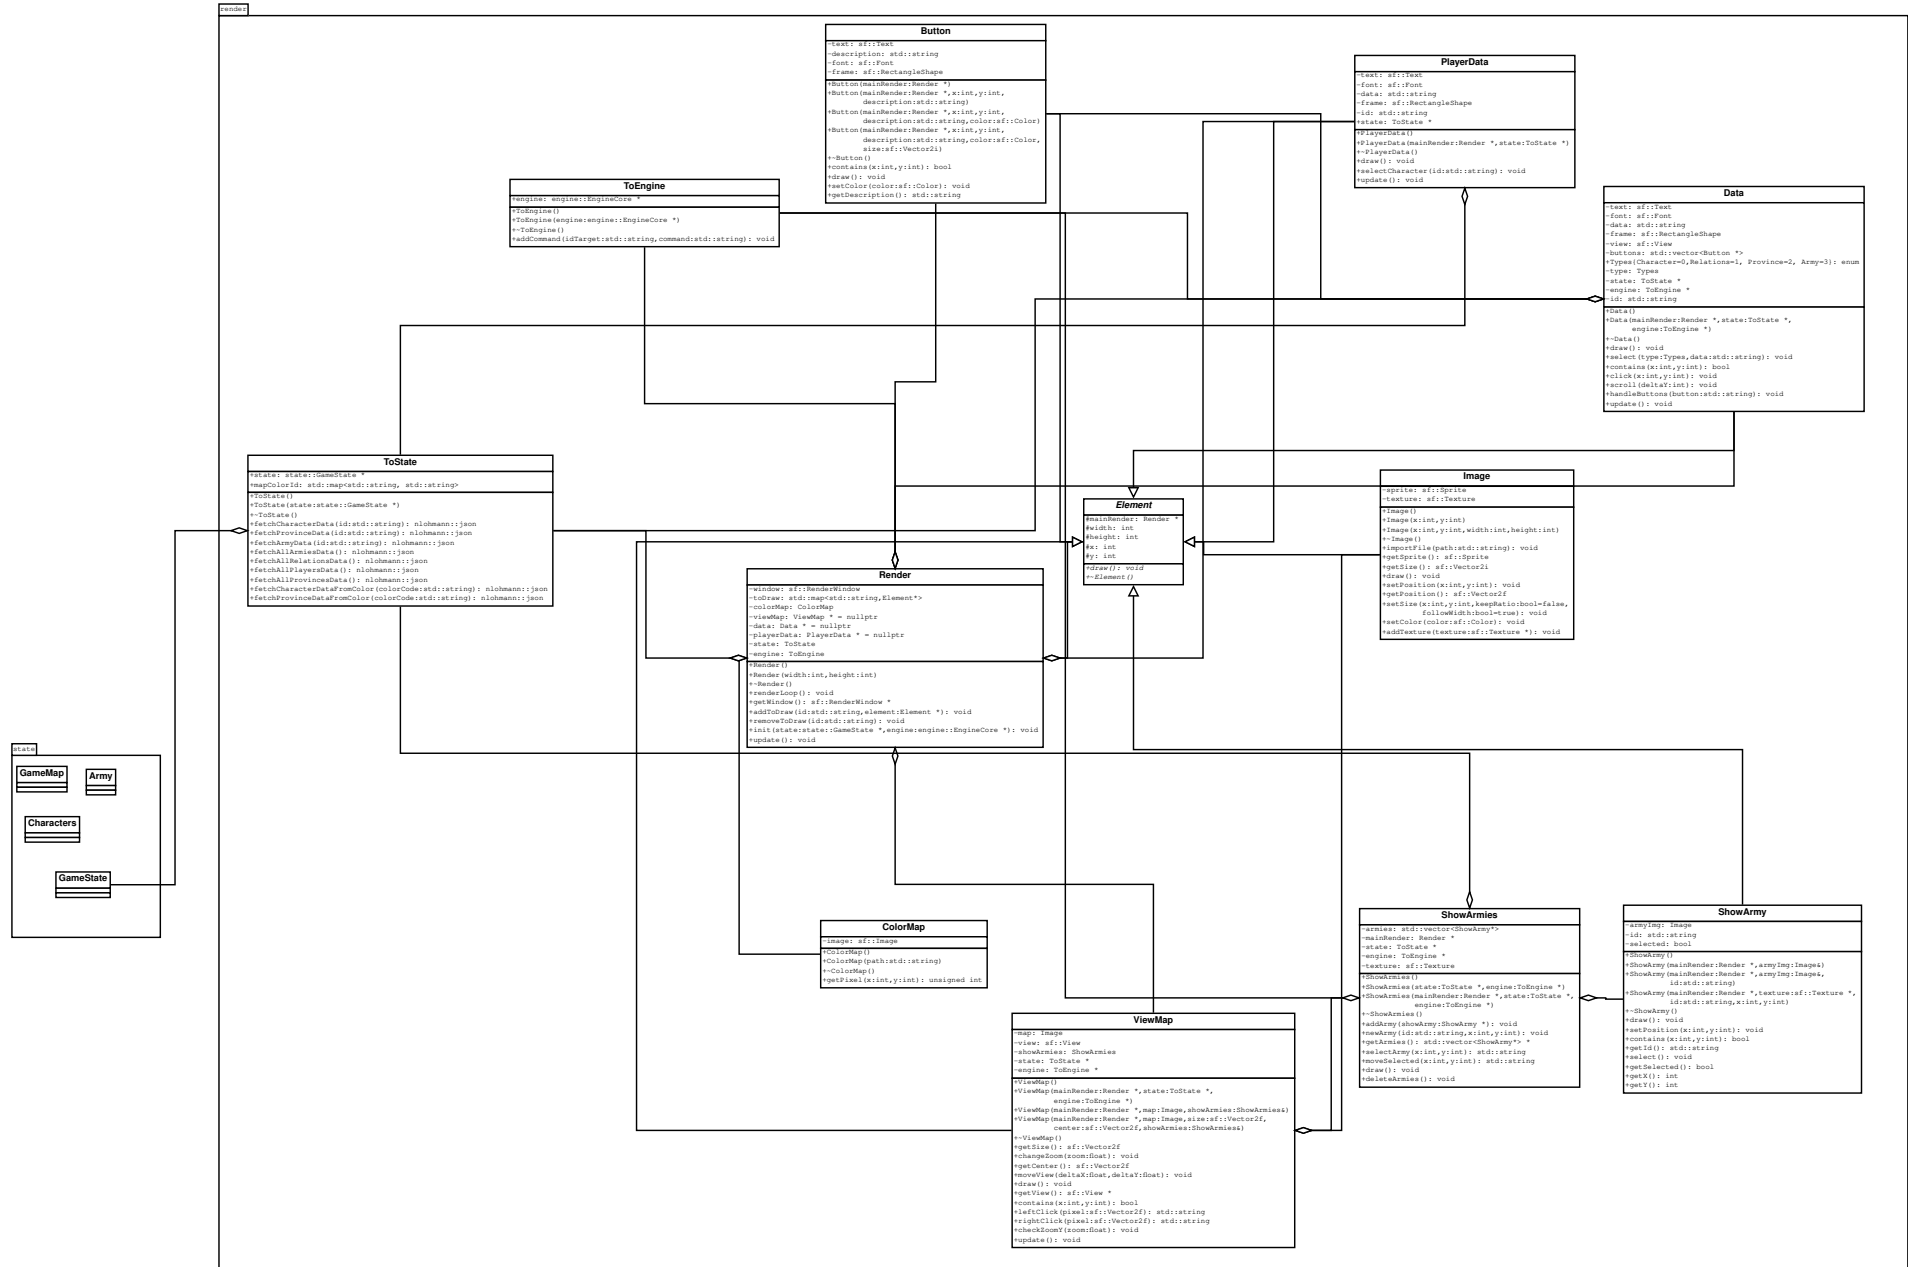 render
Button
-text: sf::Text
-description: std::string
-font: sf::Font
-frame: sf::RectangleShape
+Button(mainRender:Render *)
+Button(mainRender:Render *,x:int,y:int,
description:std::string)
+Button(mainRender:Render *,x:int,y:int,
description:std::string,color:sf::Color)
+Button(mainRender:Render *,x:int,y:int,
description:std::string,color:sf::Color,
size:sf::Vector2i)
+~Button()
+contains(x:int,y:int): bool
+draw(): void
+setColor(color:sf::Color): void
+getDescription(): std::string
PlayerData
-text: sf::Text
-font: sf::Font
-data: std::string
-frame: sf::RectangleShape
-id: std::string
+state: ToState *
+PlayerData()
+PlayerData(mainRender:Render *,state:ToState *)
+~PlayerData()
+draw(): void
+selectCharacter(id:std::string): void
+update(): void
ToEngine
+engine: engine::EngineCore *
+ToEngine()
+ToEngine(engine:engine::EngineCore *)
+~ToEngine()
+addCommand(idTarget:std::string,command:std::string): void
Data
-text: sf::Text
-font: sf::Font
-data: std::string
-frame: sf::RectangleShape
-view: sf::View
-buttons: std::vector<Button *>
+Types{Character=0,Relations=1, Province=2, Army=3}: enum
-type: Types
-state: ToState *
-engine: ToEngine *
-id: std::string
+Data()
+Data(mainRender:Render *,state:ToState *,
engine:ToEngine *)
+~Data()
+draw(): void
+select(type:Types,data:std::string): void
+contains(x:int,y:int): bool
+click(x:int,y:int): void
+scroll(deltaY:int): void
+handleButtons(button:std::string): void
+update(): void
ToState
+state: state::GameState *
+mapColorId: std::map<std::string, std::string>
+ToState()
+ToState(state:state::GameState *)
+~ToState()
+fetchCharacterData(id:std::string): nlohmann::json
+fetchProvinceData(id:std::string): nlohmann::json
+fetchArmyData(id:std::string): nlohmann::json
+fetchAllArmiesData(): nlohmann::json
+fetchAllRelationsData(): nlohmann::json
+fetchAllPlayersData(): nlohmann::json
+fetchAllProvincesData(): nlohmann::json
+fetchCharacterDataFromColor(colorCode:std::string): nlohmann::json
+fetchProvinceDataFromColor(colorCode:std::string): nlohmann::json
Element
#mainRender: Render *
#width: int
#height: int
#x: int
#y: int
+draw(): void
+~Element()
Image
-sprite: sf::Sprite
-texture: sf::Texture
+Image()
+Image(x:int,y:int)
+Image(x:int,y:int,width:int,height:int)
+~Image()
+importFile(path:std::string): void
+getSprite(): sf::Sprite
+getSize(): sf::Vector2i
+draw(): void
+setPosition(x:int,y:int): void
+getPosition(): sf::Vector2f
+setSize(x:int,y:int,keepRatio:bool=false,
followWidth:bool=true): void
+setColor(color:sf::Color): void
+addTexture(texture:sf::Texture *): void
Render
-window: sf::RenderWindow
-toDraw: std::map<std::string,Element*>
-colorMap: ColorMap
-viewMap: ViewMap * = nullptr
-data: Data * = nullptr
-playerData: PlayerData * = nullptr
-state: ToState
-engine: ToEngine
+Render()
+Render(width:int,height:int)
+~Render()
+renderLoop(): void
+getWindow(): sf::RenderWindow *
+addToDraw(id:std::string,element:Element *): void
+removeToDraw(id:std::string): void
+init(state:state::GameState *,engine:engine::EngineCore *): void
+update(): void
state
GameMap
Army
Characters
GameState
ColorMap
-image: sf::Image
+ColorMap()
+ColorMap(path:std::string)
+~ColorMap()
+getPixel(x:int,y:int): unsigned int
ShowArmies
-armies: std::vector<ShowArmy*>
-mainRender: Render *
-state: ToState *
-engine: ToEngine *
-texture: sf::Texture
+ShowArmies()
+ShowArmies(state:ToState *,engine:ToEngine *)
+ShowArmies(mainRender:Render *,state:ToState *,
engine:ToEngine *)
+~ShowArmies()
+addArmy(showArmy:ShowArmy *): void
+newArmy(id:std::string,x:int,y:int): void
+getArmies(): std::vector<ShowArmy*> *
+selectArmy(x:int,y:int): std::string
+moveSelected(x:int,y:int): std::string
+draw(): void
+deleteArmies(): void
ShowArmy
-armyImg: Image
-id: std::string
-selected: bool
+ShowArmy()
+ShowArmy(mainRender:Render *,armyImg:Image&)
+ShowArmy(mainRender:Render *,armyImg:Image&,
id:std::string)
+ShowArmy(mainRender:Render *,texture:sf::Texture *,
id:std::string,x:int,y:int)
+~ShowArmy()
+draw(): void
+setPosition(x:int,y:int): void
+contains(x:int,y:int): bool
+getId(): std::string
+select(): void
+getSelected(): bool
+getX(): int
+getY(): int
ViewMap
-map: Image
-view: sf::View
-showArmies: ShowArmies
-state: ToState *
-engine: ToEngine *
+ViewMap()
+ViewMap(mainRender:Render *,state:ToState *,
engine:ToEngine *)
+ViewMap(mainRender:Render *,map:Image,showArmies:ShowArmies&)
+ViewMap(mainRender:Render *,map:Image,size:sf::Vector2f,
center:sf::Vector2f,showArmies:ShowArmies&)
+~ViewMap()
+getSize(): sf::Vector2f
+changeZoom(zoom:float): void
+getCenter(): sf::Vector2f
+moveView(deltaX:float,deltaY:float): void
+draw(): void
+getView(): sf::View *
+contains(x:int,y:int): bool
+leftClick(pixel:sf::Vector2f): std::string
+rightClick(pixel:sf::Vector2f): std::string
+checkZoomY(zoom:float): void
+update(): void